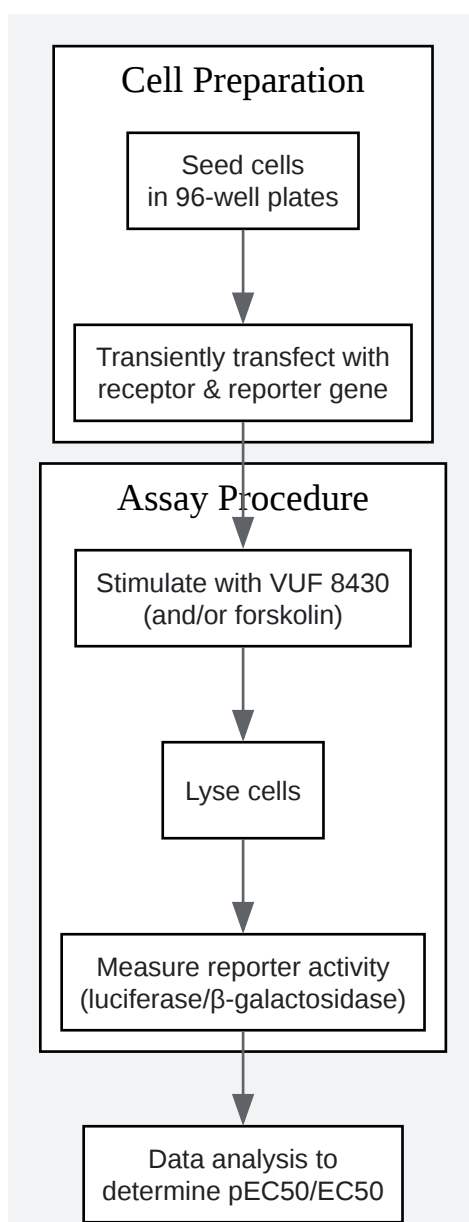 Cell Preparation
Seed cells
in 96-well plates
Transiently transfect with
receptor & reporter gene
Assay Procedure
Stimulate with VUF 8430
(and/or forskolin)
Lyse cells
Measure reporter activity
(luciferase/β-galactosidase)
Data analysis to
determine pEC50/EC50